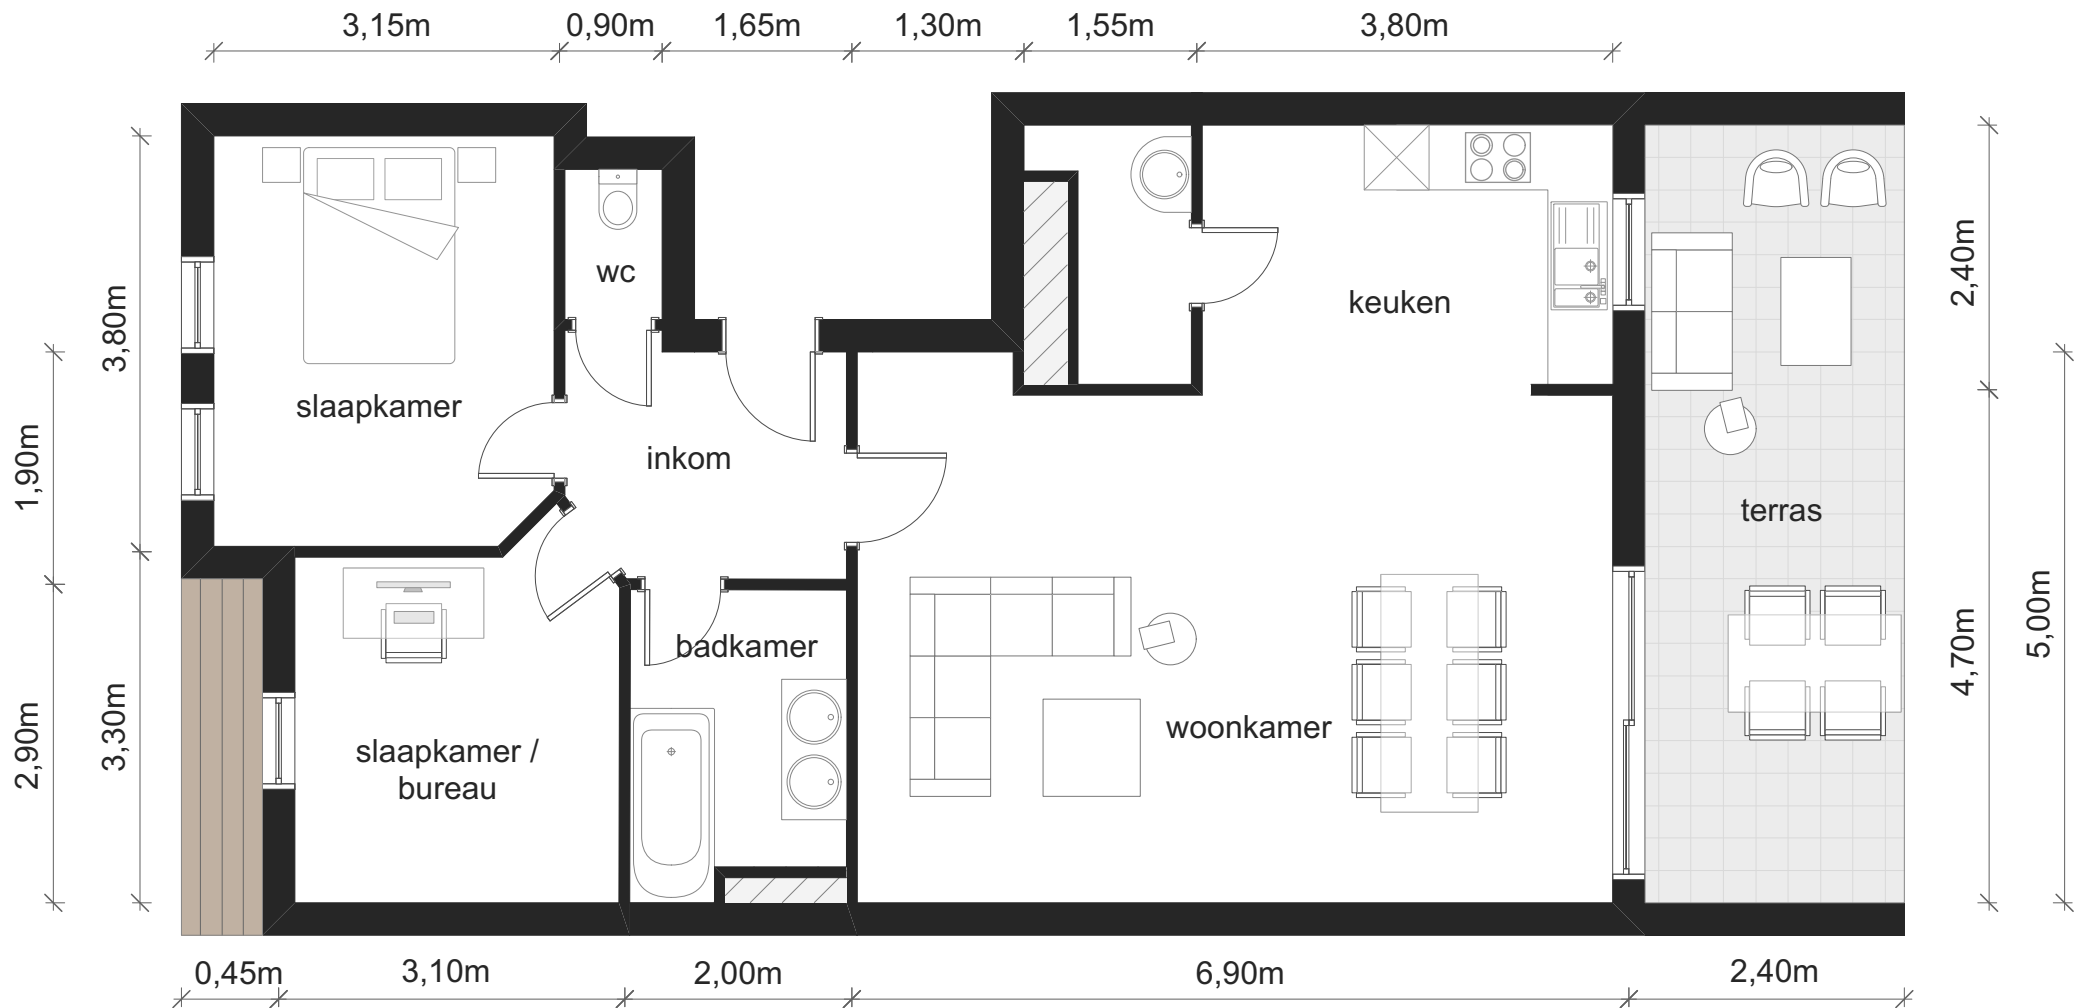 3,15m
0,90m
1,65m
1,30m
1,55m
3,80m
wc
keuken
slaapkamer
inkom
terras
badkamer
woonkamer
slaapkamer /
bureau
3,80m
1,90m
2,90m
3,30m
2,40m
4,70m
5,00m
0,45m
3,10m
2,00m
6,90m
2,40m